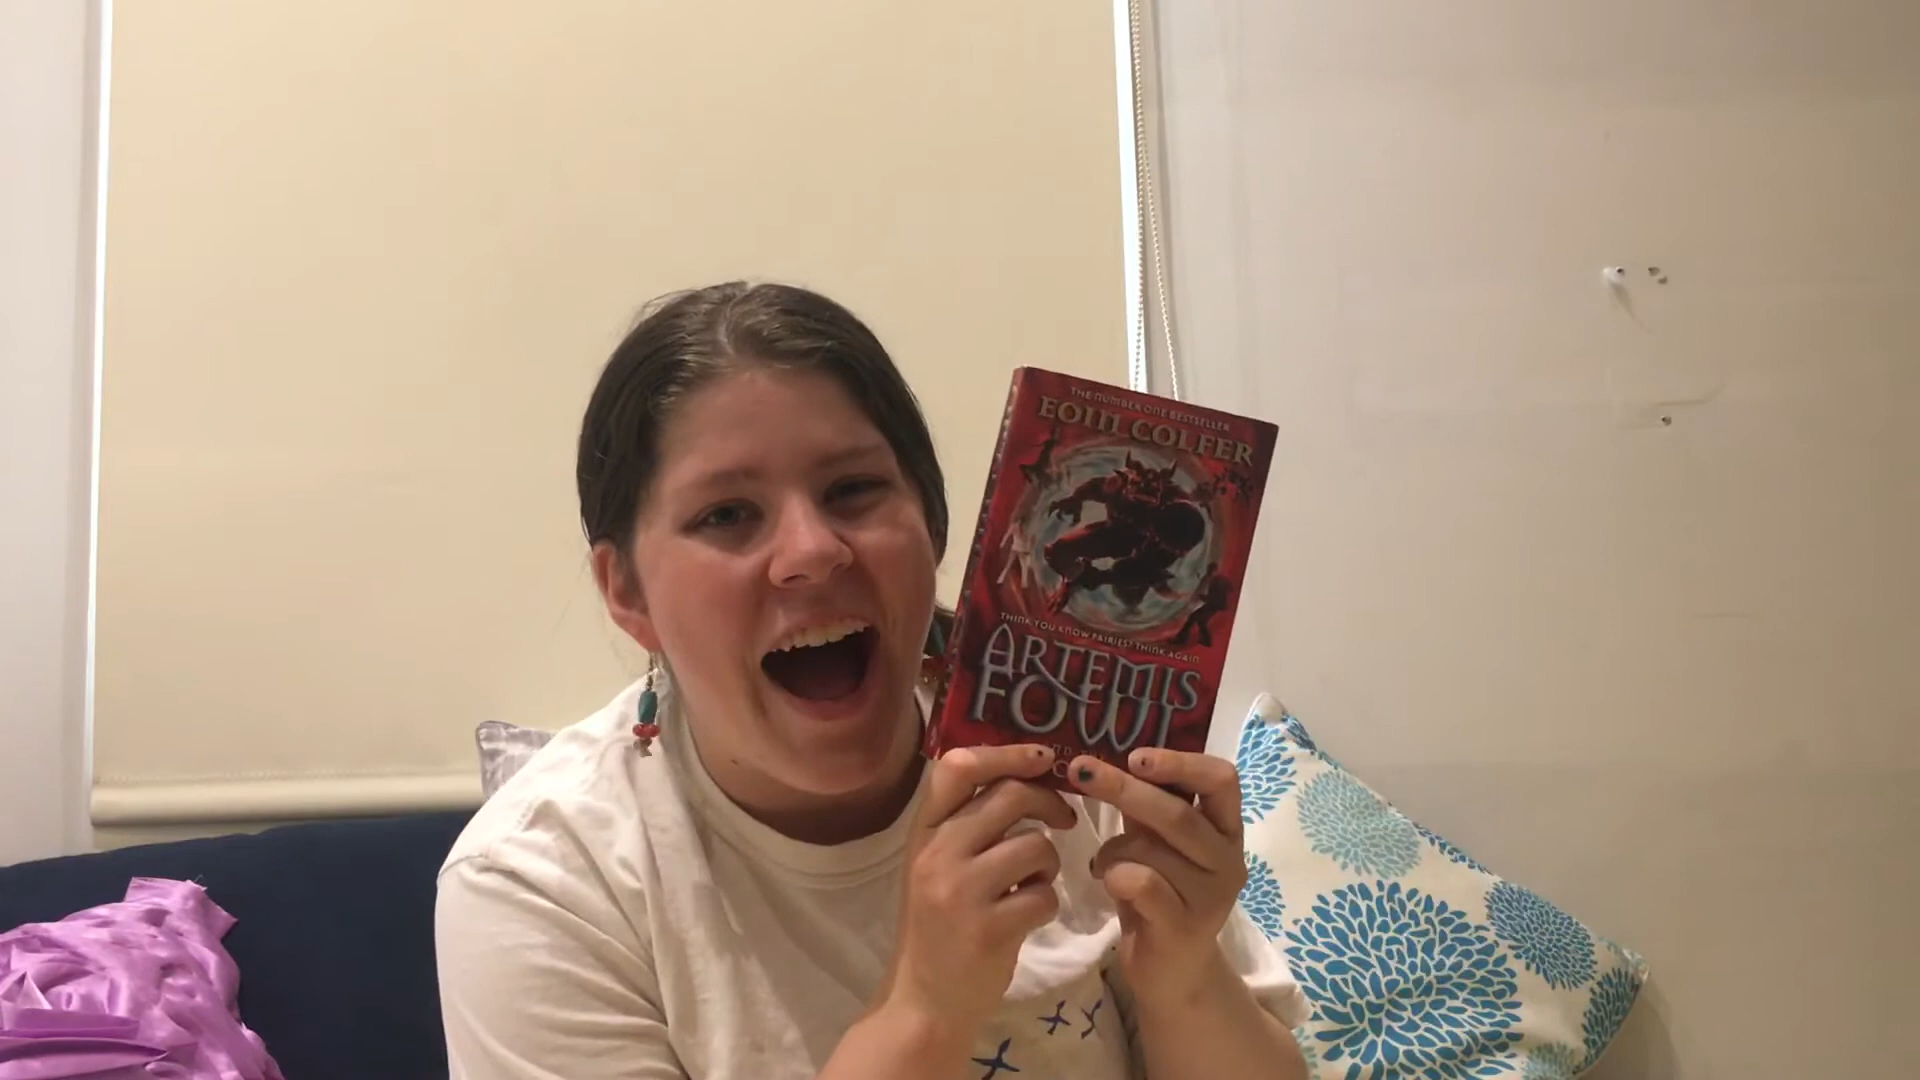 THE NUMBER ONE BESTSELLER
EOIN COLFER
THINK YOU KNOW FAIRIES? THINK AGAIN
ARTEMIS
FOWL